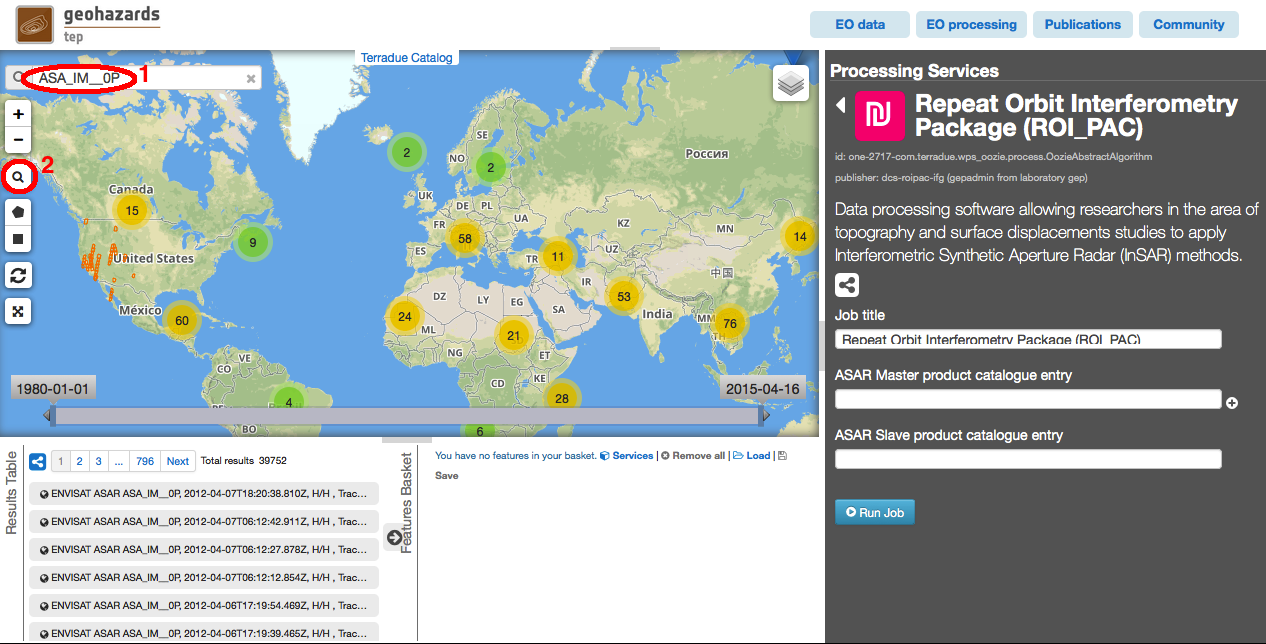 geohazards
tep
EO data
EO processing
Publications
Community
Terradue Catalog
ASA_IM__0P
1
+
−
2
Canada
United States
México
Россия
SE
NO
UK
DE
PL
FR
UA
ES
TR
KZ
UZ
MN
中国
IR
India
DZ
LY
EG
SA
ML
NG
ET
CD
KE
VE
CO
BO
2
2
15
9
58
11
14
60
24
21
53
76
28
4
6
1980-01-01
2015-04-16
Results Table
1
2
3
...
796
Next
Total results 39752
ENVISAT ASAR ASA_IM__0P, 2012-04-07T18:20:38.810Z, H/H , Trac...
ENVISAT ASAR ASA_IM__0P, 2012-04-07T06:12:42.911Z, H/H , Trac...
ENVISAT ASAR ASA_IM__0P, 2012-04-07T06:12:27.878Z, H/H , Trac...
ENVISAT ASAR ASA_IM__0P, 2012-04-07T06:12:12.854Z, H/H , Trac...
ENVISAT ASAR ASA_IM__0P, 2012-04-06T17:19:54.469Z, H/H , Trac...
ENVISAT ASAR ASA_IM__0P, 2012-04-06T17:19:39.465Z, H/H , Trac...
Features Basket
You have no features in your basket. Services | Remove all | Load |
Save
Processing Services
Repeat Orbit Interferometry
Package (ROI_PAC)
id: one-2717-com.terradue.wps_oozie.process.OozieAbstractAlgorithm
publisher: dcs-roipac-ifg (gepadmin from laboratory gep)
Data processing software allowing researchers in the area of
topography and surface displacements studies to apply
Interferometric Synthetic Aperture Radar (InSAR) methods.
Job title
Repeat Orbit Interferometry Package (ROI_PAC)
ASAR Master product catalogue entry
ASAR Slave product catalogue entry
Run Job